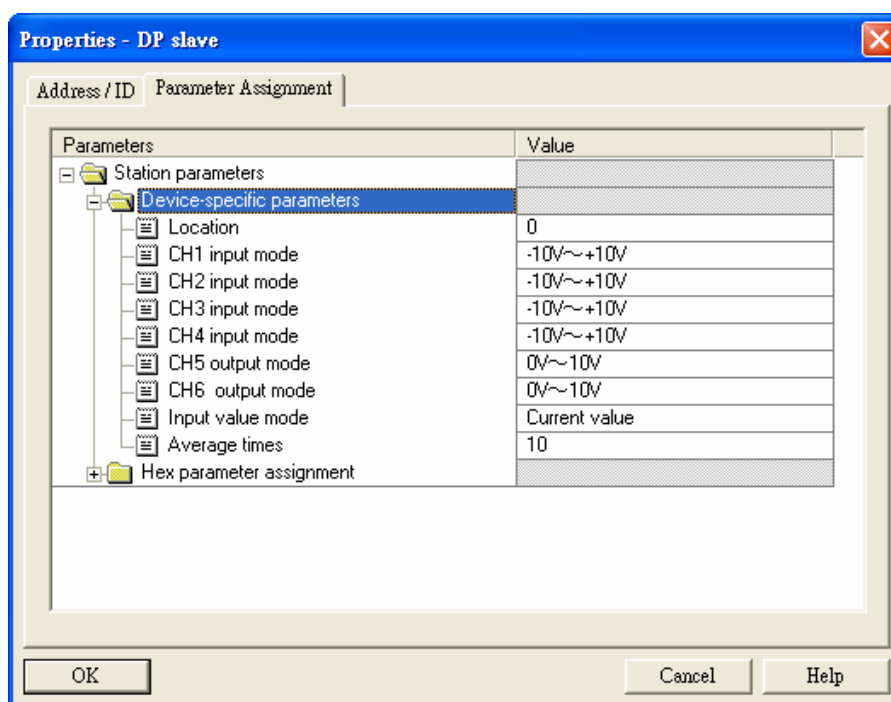 Properties - DP slave
Address / ID Parameter Assignment
Parameters Value
Station parameters
Device-specific parameters
Location 0
CH1 input mode -10V～+10V
CH2 input mode -10V～+10V
CH3 input mode -10V～+10V
CH4 input mode -10V～+10V
CH5 output mode 0V～10V
CH6 output mode 0V～10V
Input value mode Current value
Average times 10
Hex parameter assignment
OK Cancel Help